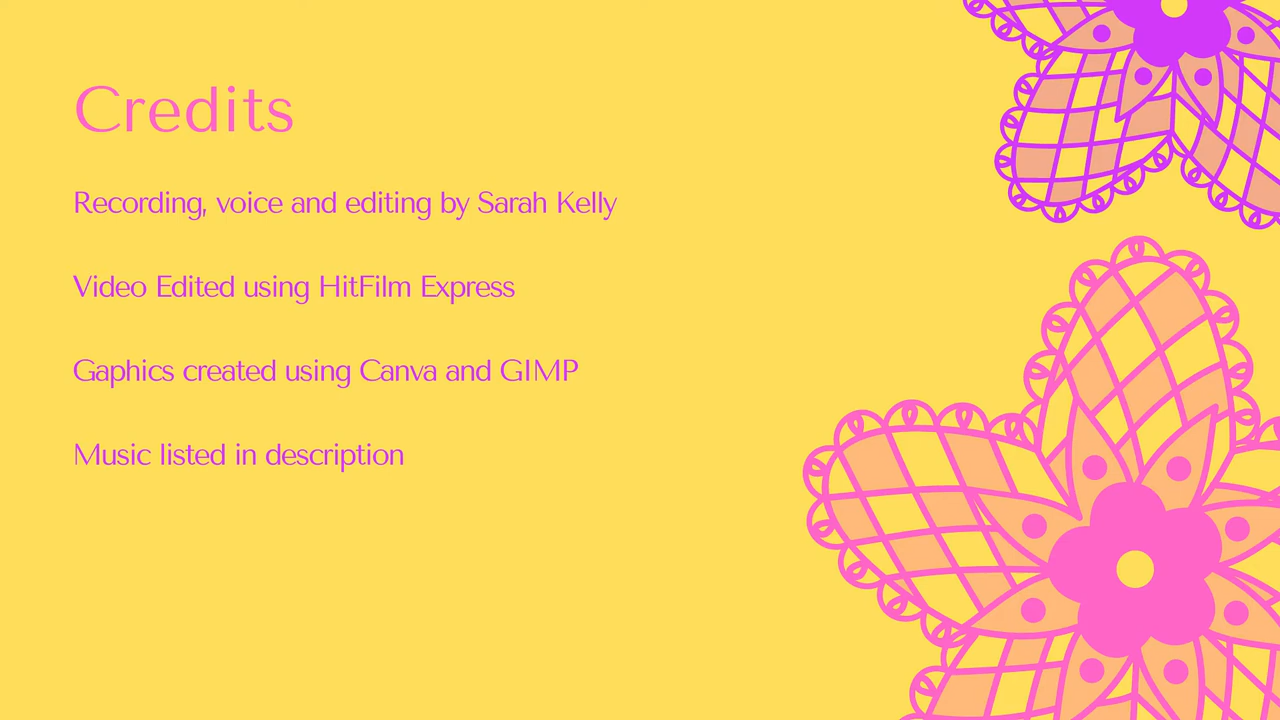 Credits
Recording, voice and editing by Sarah Kelly
Video Edited using HitFilm Express
Gaphics created using Canva and GIMP
Music listed in description